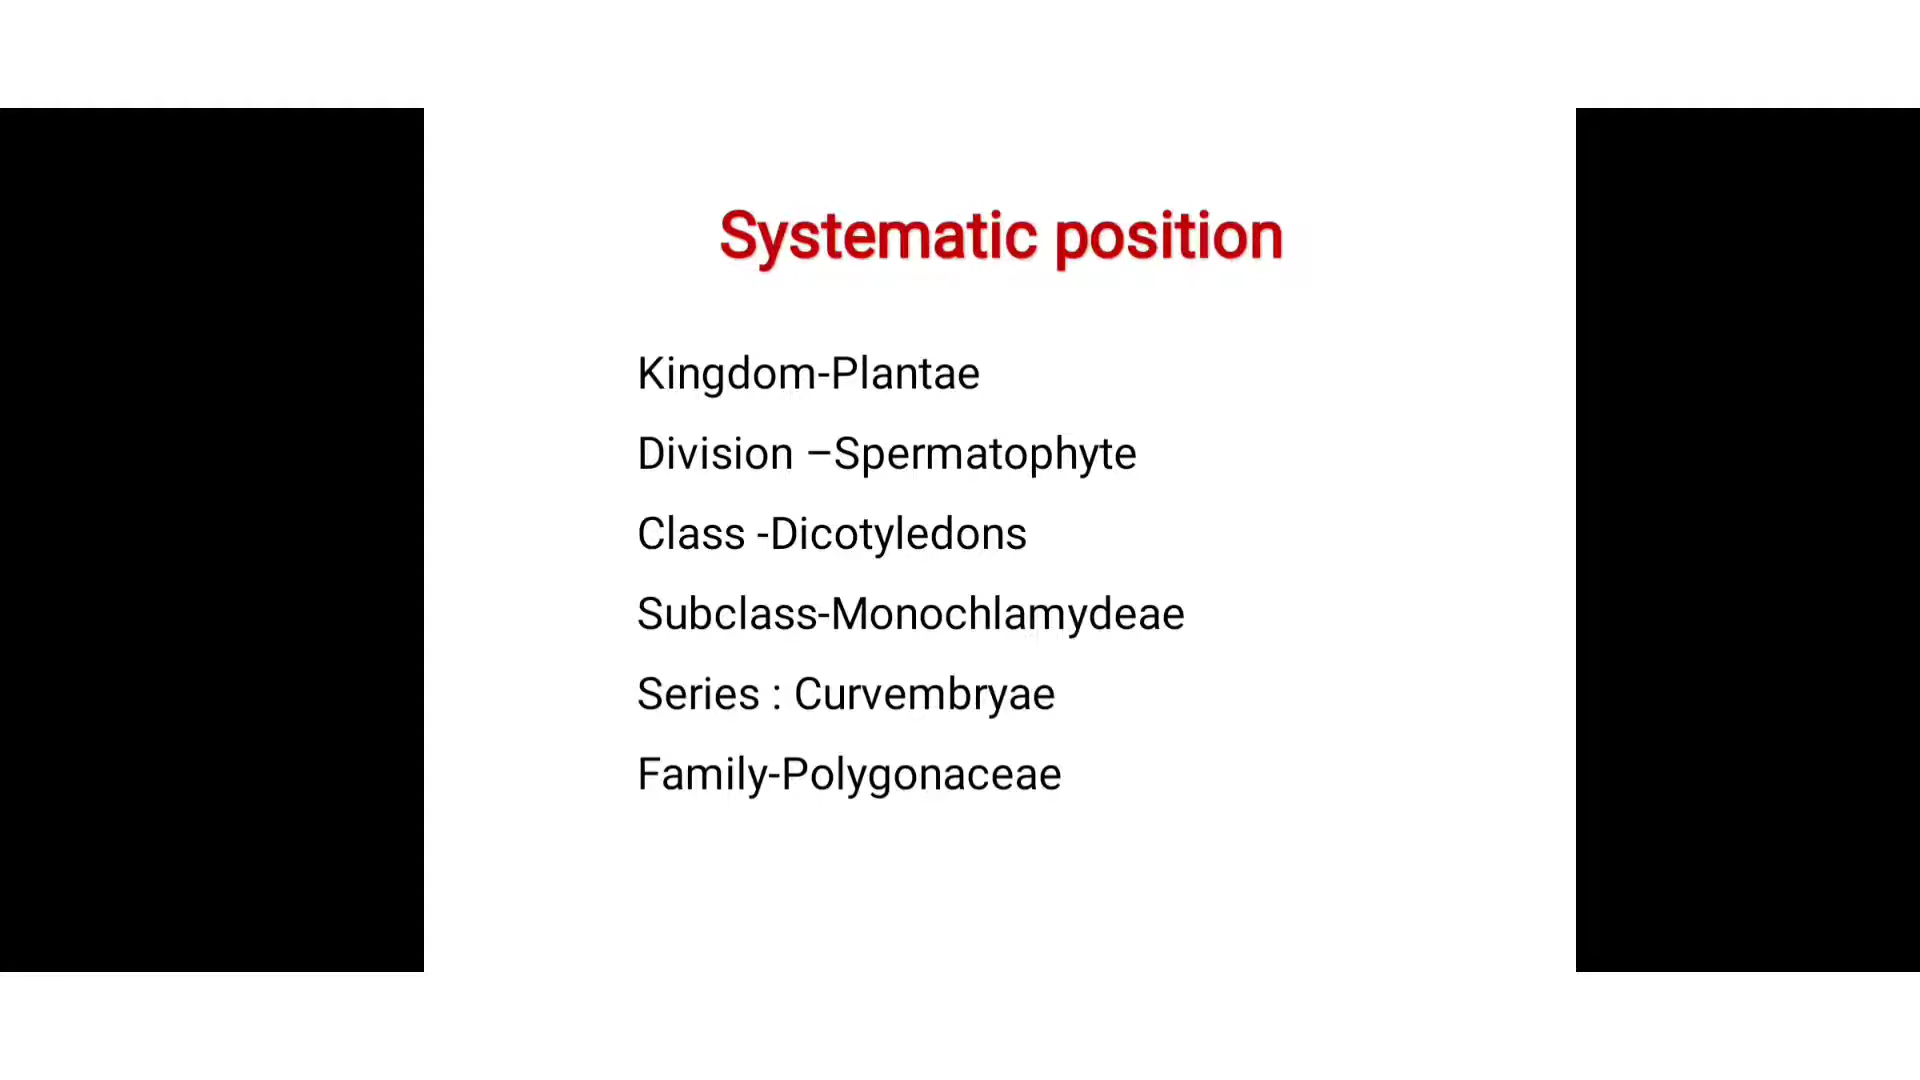 Systematic position
Kingdom-Plantae
Division –Spermatophyte
Class -Dicotyledons
Subclass-Monochlamydeae
Series : Curvembryae
Family-Polygonaceae